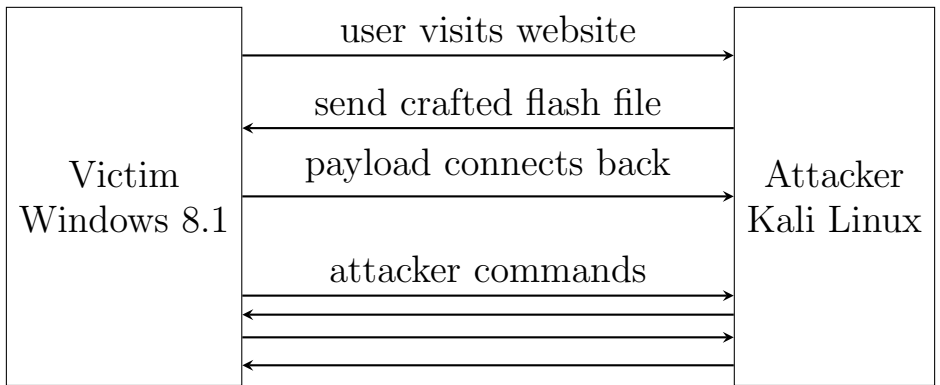 user visits website
send crafted flash file
payload connects back
attacker commands
Victim
Windows 8.1
Attacker
Kali Linux